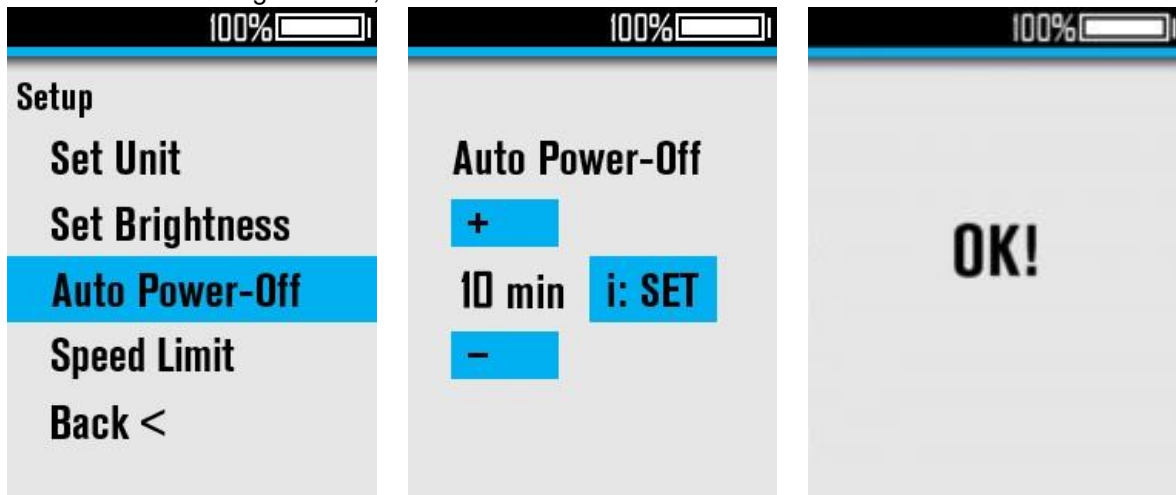 100%
Setup
Set Unit
Set Brightness
Auto Power-Off
Speed Limit
Back <
100%
Auto Power-Off
+
10 min i: SET
-
100%
OK!